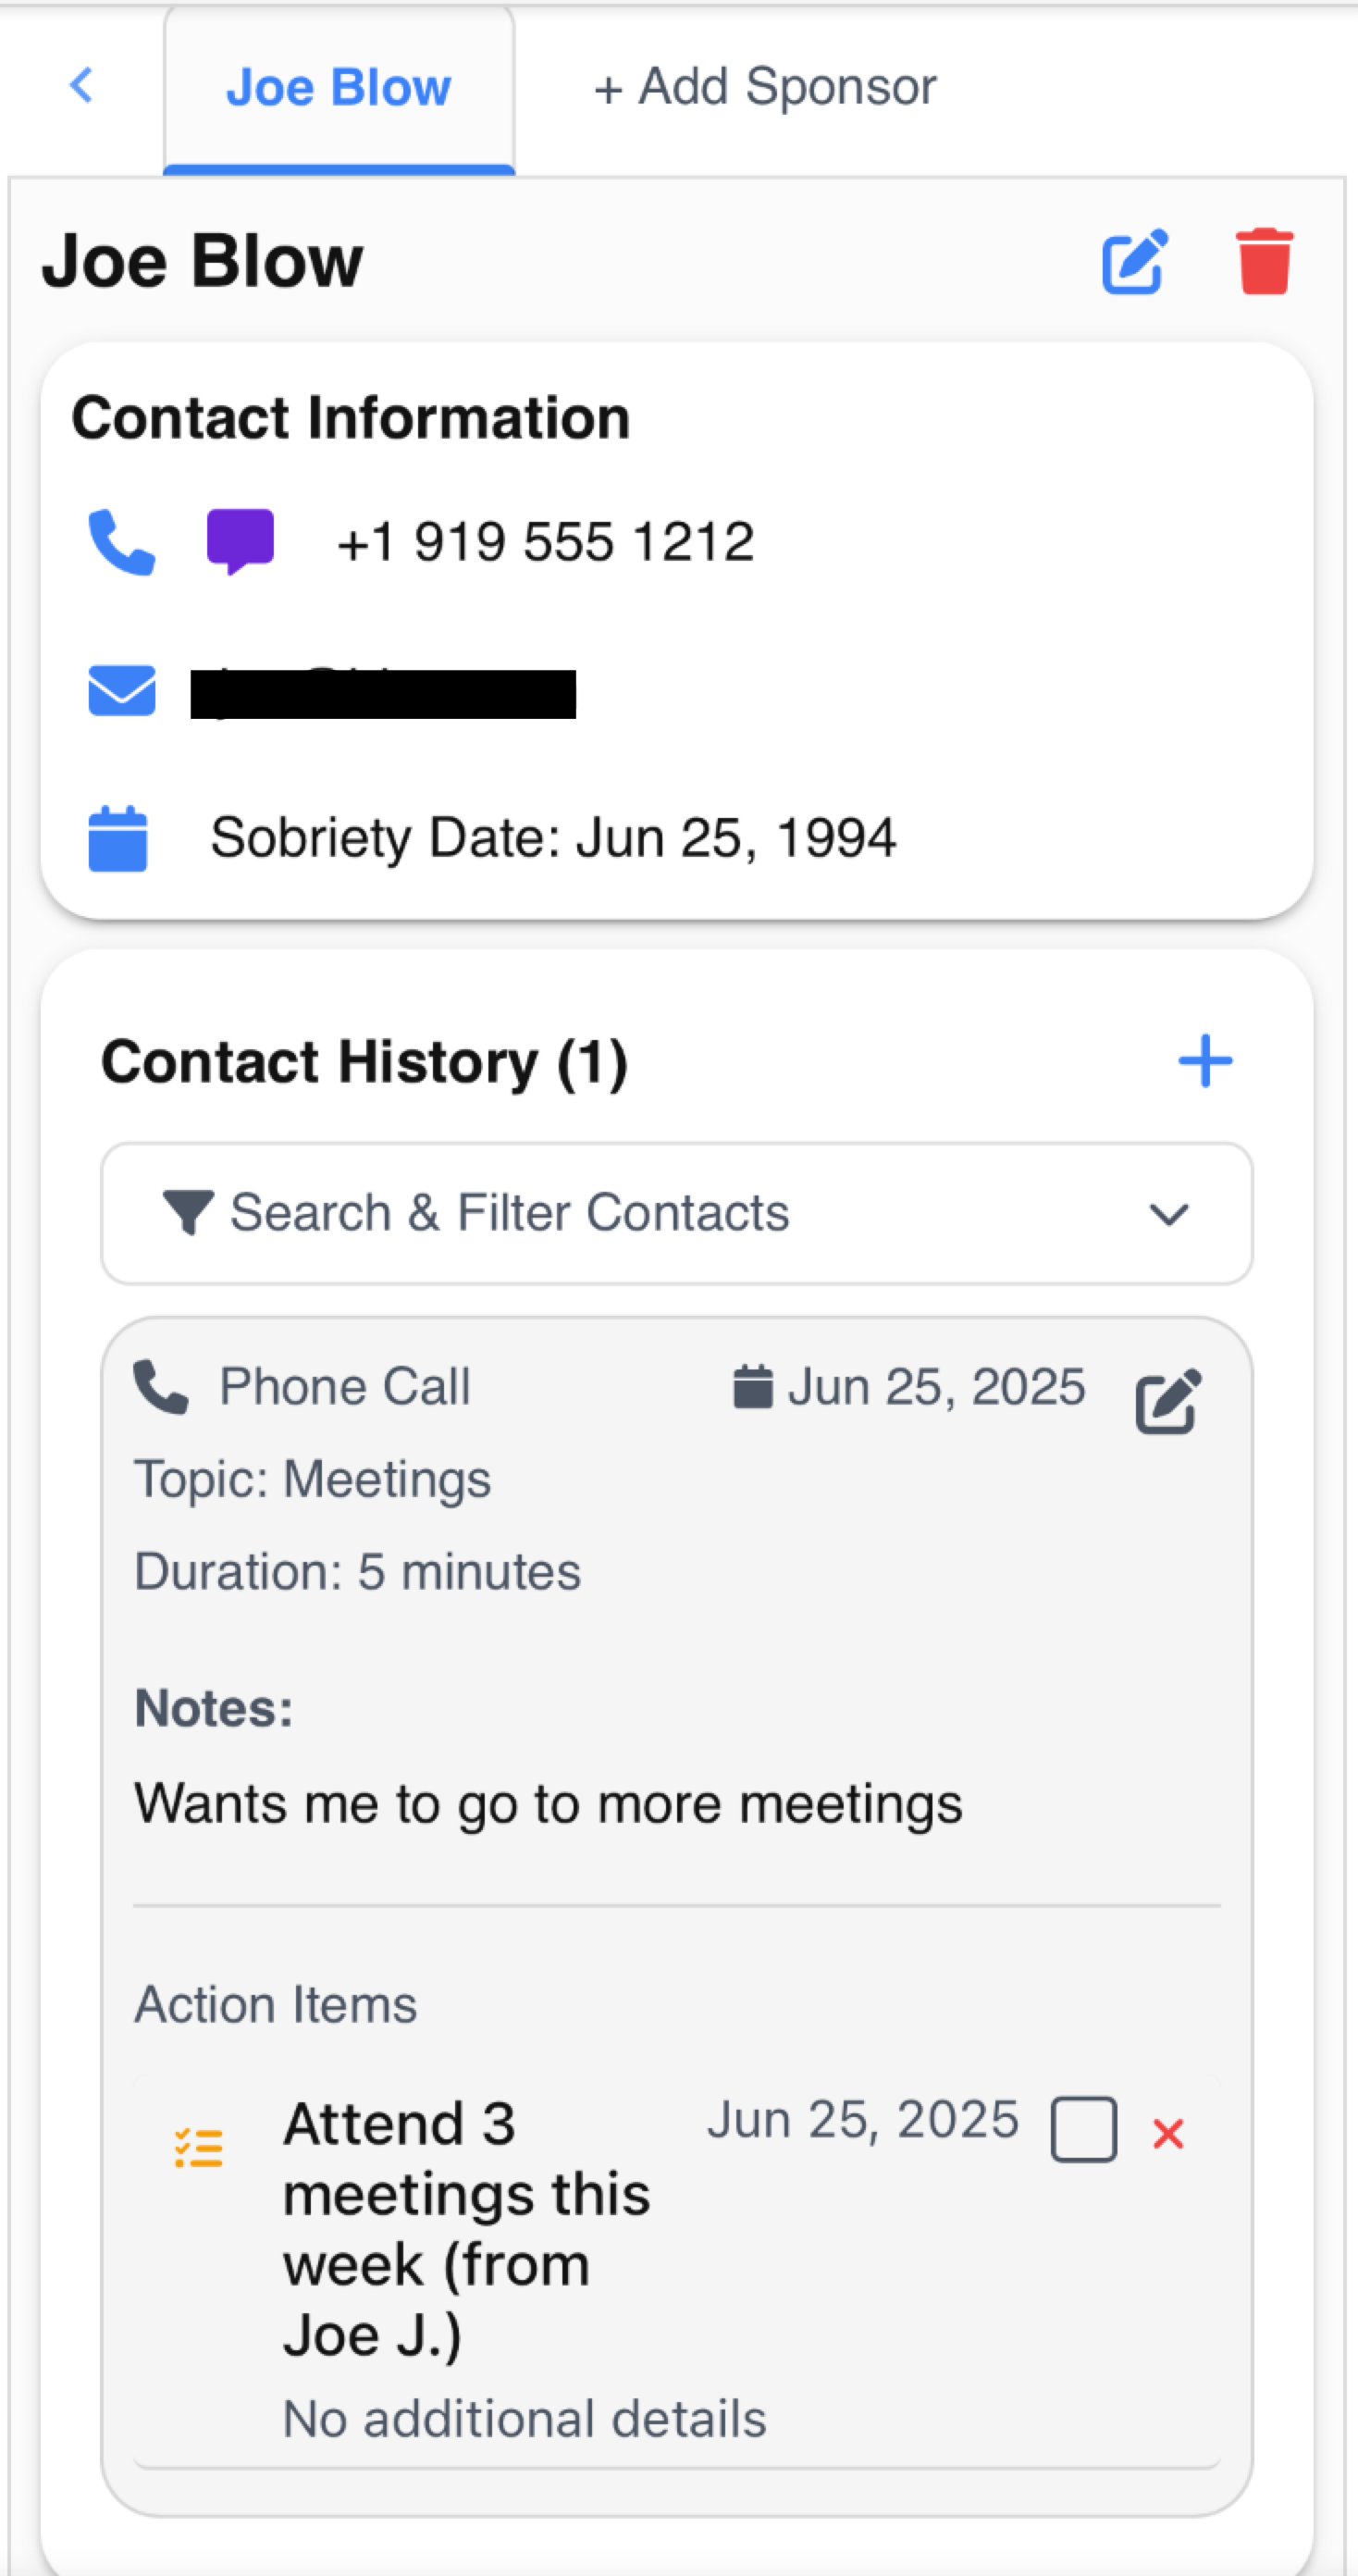 Joe Blow
+ Add Sponsor
Joe Blow
Contact Information
+1 919 555 1212
Sobriety Date: Jun 25, 1994
Contact History (1)
Search & Filter Contacts
Phone Call
Jun 25, 2025
Topic: Meetings
Duration: 5 minutes
Notes:
Wants me to go to more meetings
Action Items
Attend 3
Jun 25, 2025
meetings this
week (from
Joe J.)
No additional details